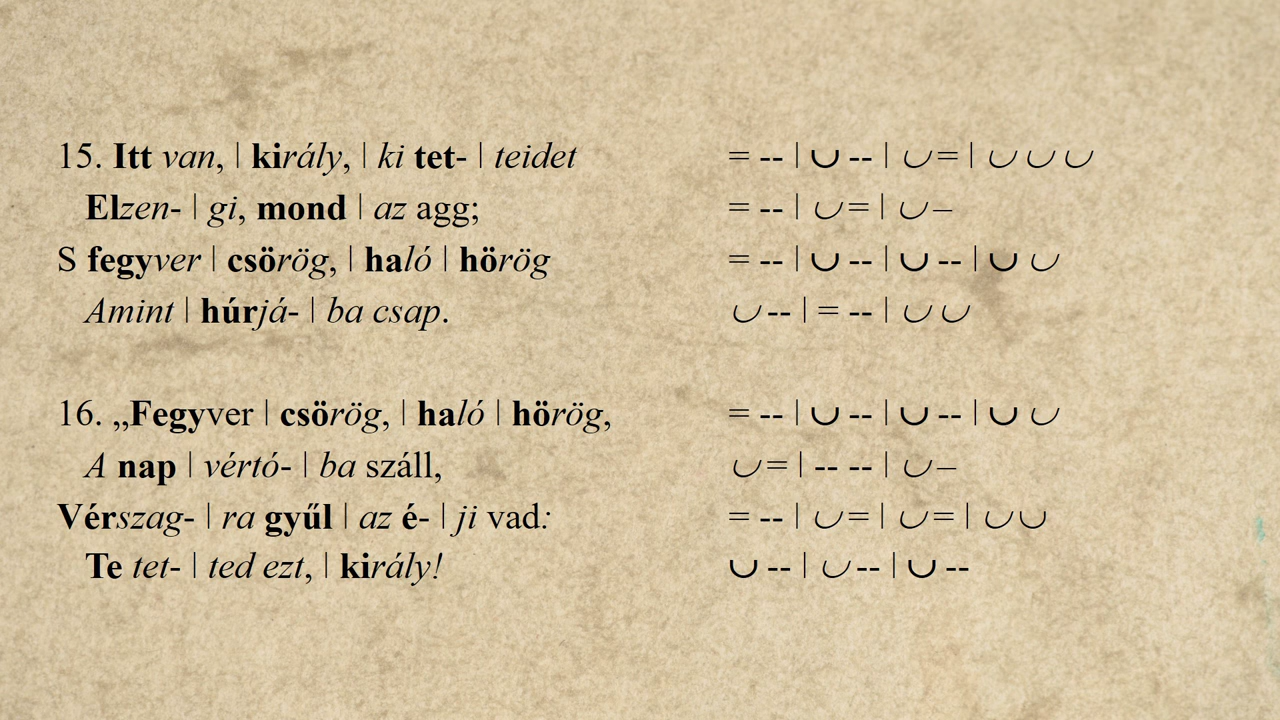 15. Itt van, | király, | ki tet- | teidet = -- | ∪ -- | ∪ = | ∪ ∪ ∪
Elzen- | gi, mond | az agg; = -- | ∪ = | ∪ –
S fegyver | csörög, | haló | hörög = -- | ∪ -- | ∪ -- | ∪ ∪
Amint | húrjá- | ba csap. ∪ -- | = -- | ∪ ∪
16. „Fegyver | csörög, | haló | hörög, = -- | ∪ -- | ∪ -- | ∪ ∪
A nap | vértó- | ba száll, ∪ = | -- -- | ∪ –
Vérszag- | ra gyűl | az é- | ji vad: = -- | ∪ = | ∪ = | ∪ ∪
Te tet- | ted ezt, | király! ∪ -- | ∪ -- | ∪ --